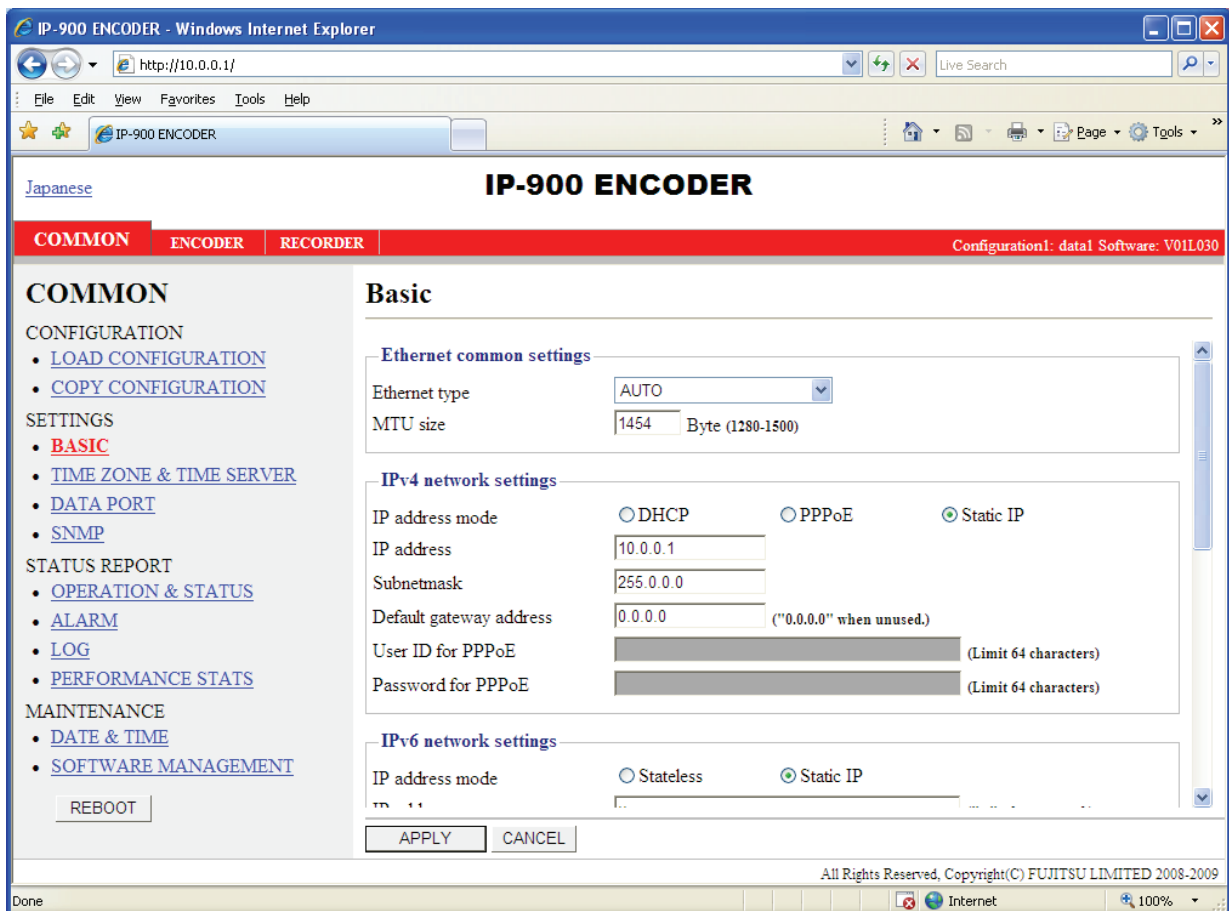 IP-900 ENCODER - Windows Internet Explorer
http://10.0.0.1/
Live Search
File Edit View Favorites Tools Help
IP-900 ENCODER
Page Tools »
Japanese
IP-900 ENCODER
COMMON ENCODER RECORDER
Configuration1: data1 Software: V01L030
COMMON
CONFIGURATION
• LOAD CONFIGURATION
• COPY CONFIGURATION
SETTINGS
• BASIC
• TIME ZONE & TIME SERVER
• DATA PORT
• SNMP
STATUS REPORT
• OPERATION & STATUS
• ALARM
• LOG
• PERFORMANCE STATS
MAINTENANCE
• DATE & TIME
• SOFTWARE MANAGEMENT
REBOOT
Basic
Ethernet common settings
Ethernet type AUTO
MTU size 1454 Byte (1280-1500)
IPv4 network settings
IP address mode DHCP PPPoE Static IP
IP address 10.0.0.1
Subnetmask 255.0.0.0
Default gateway address 0.0.0.0 ("0.0.0.0" when unused.)
User ID for PPPoE (Limit 64 characters)
Password for PPPoE (Limit 64 characters)
IPv6 network settings
IP address mode Stateless Static IP
APPLY CANCEL
All Rights Reserved, Copyright(C) FUJITSU LIMITED 2008-2009
Done Internet 100%